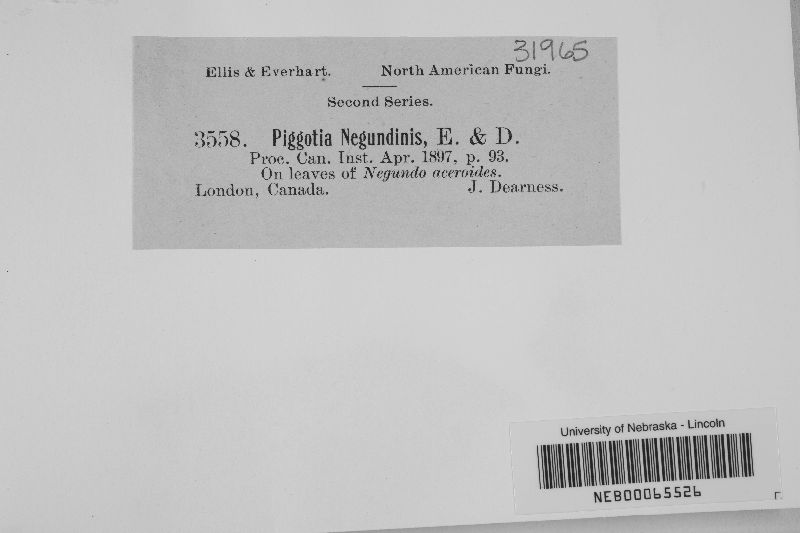 31965
Ellis & Everhart. North American Fungi.
Second Series.
3558. Piggotia Negundinis, E. & D.
Proc. Can. Inst. Apr. 1897, p. 93.
On leaves of Negundo aceroides.
London, Canada. J. Dearness.
University of Nebraska - Lincoln
NEB00065526